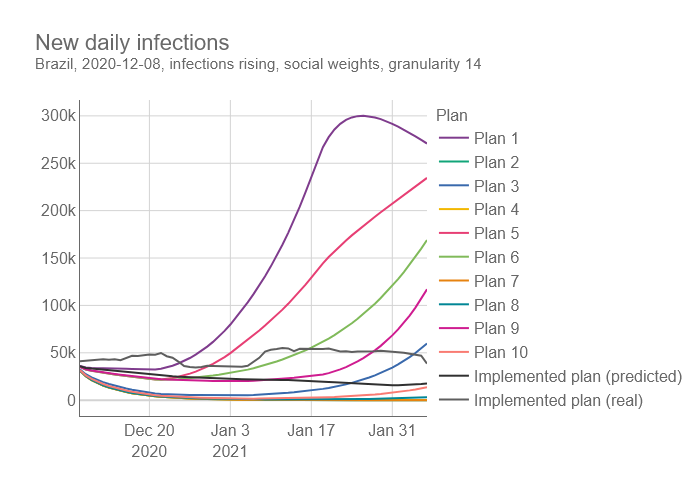 New daily infections
Brazil, 2020-12-08, infections rising, social weights, granularity 14
300k
250k
200k
150k
100k
50k
0
Dec 20
2020
Jan 3
2021
Jan 17
Jan 31
Plan
Plan 1
Plan 2
Plan 3
Plan 4
Plan 5
Plan 6
Plan 7
Plan 8
Plan 9
Plan 10
Implemented plan (predicted)
Implemented plan (real)